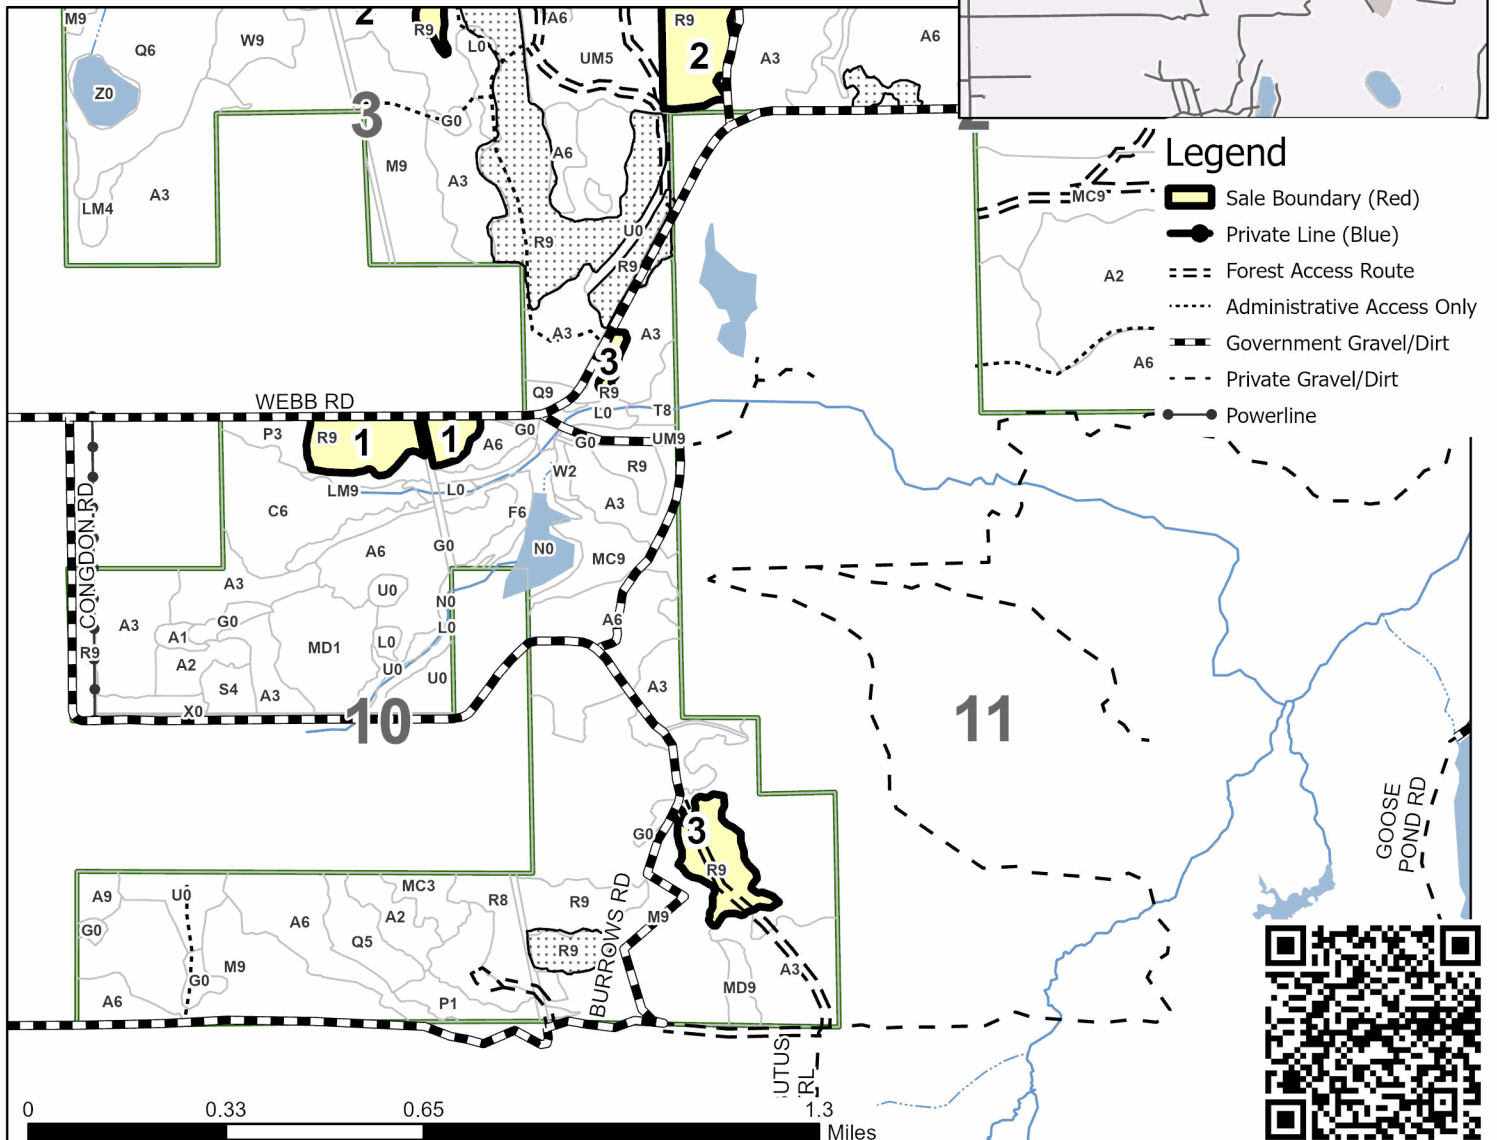 M9
Q6
W9
2
R9
L0
A6
UM5
R9
2
A3
A6
Z0
3
G0
M9
A3
A6
LM4
A3
R9
U0
R9
A3
A3
3
Q9
R9
L0
T8
WEBB RD
P3
R9
1
1
A6
G0
G0
UM9
W2
R9
LM9
L0
C6
F6
A3
A6
G0
N0
MC9
CONGDON RD
A3
U0
N0
A3
A1
G0
L0
A6
MD1
L0
R9
A2
U0
S4
A3
U0
A3
X0
10
11
3
G0
R9
GOOSE
POND RD
A9
U0
MC3
R8
R9
G0
A6
A2
M9
Q5
R9
BURROWS RD
M9
G0
A3
A6
P1
MD9
UTUS
RL
MC9
A2
A6
Legend
Sale Boundary (Red)
Private Line (Blue)
Forest Access Route
Administrative Access Only
Government Gravel/Dirt
Private Gravel/Dirt
Powerline
0
0.33
0.65
1.3
Miles